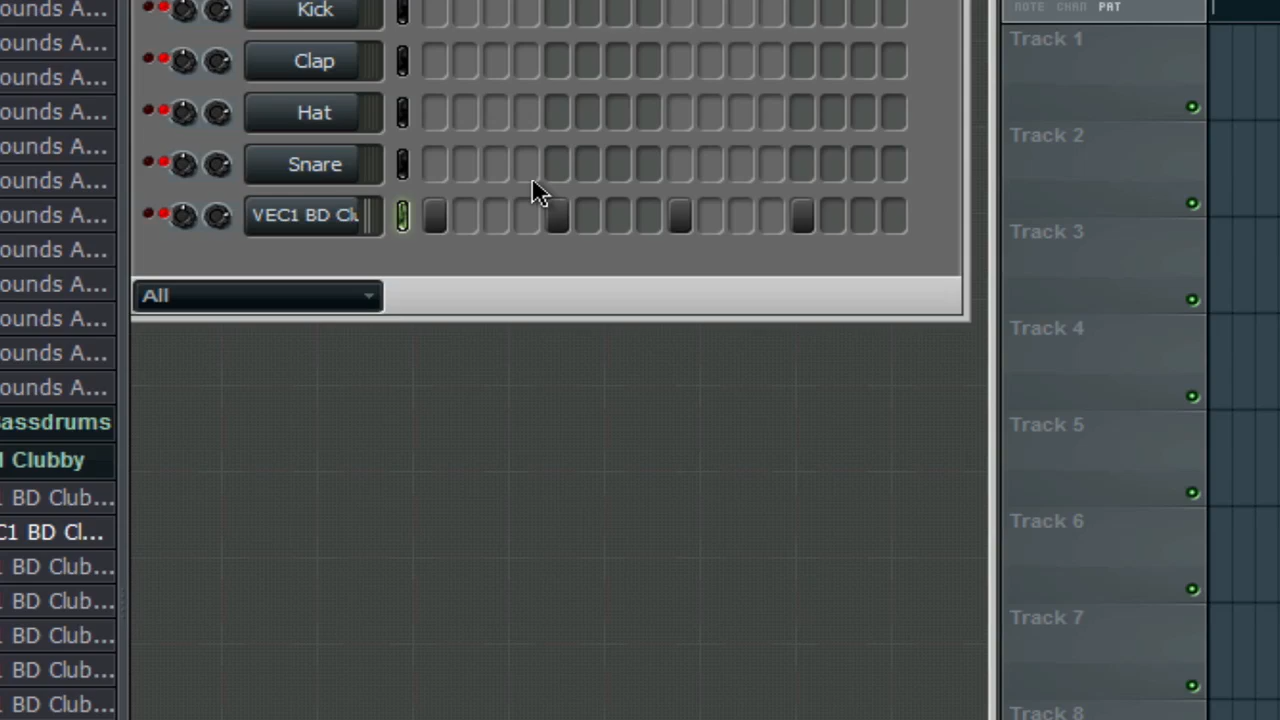 ounds A...
ounds A...
ounds A...
ounds A...
ounds A...
ounds A...
ounds A...
ounds A...
ounds A...
ounds A...
ounds A...
ounds A...
assdrums
Clubby
BD Club...
C1 BD Cl...
BD Club...
BD Club...
BD Club...
BD Club...
BD Club...
Kick
Clap
Hat
Snare
VEC1 BD Clu
All
NOTE CHAN PAT
Track 1
Track 2
Track 3
Track 4
Track 5
Track 6
Track 7
Track 8